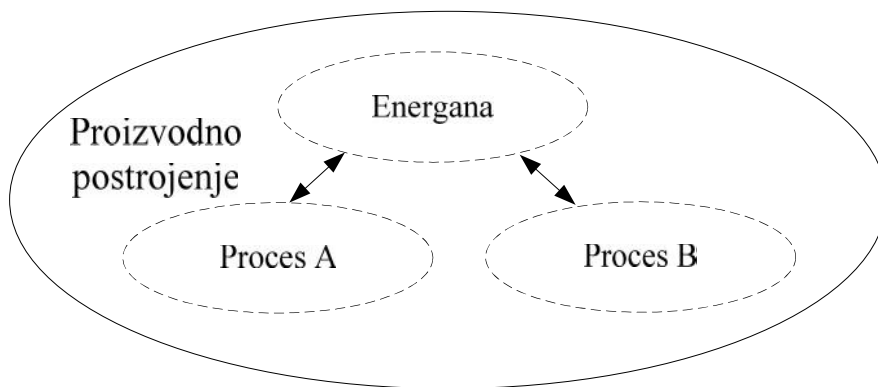 Energana
Proizvodno
postrojenje
Proces A
Proces B